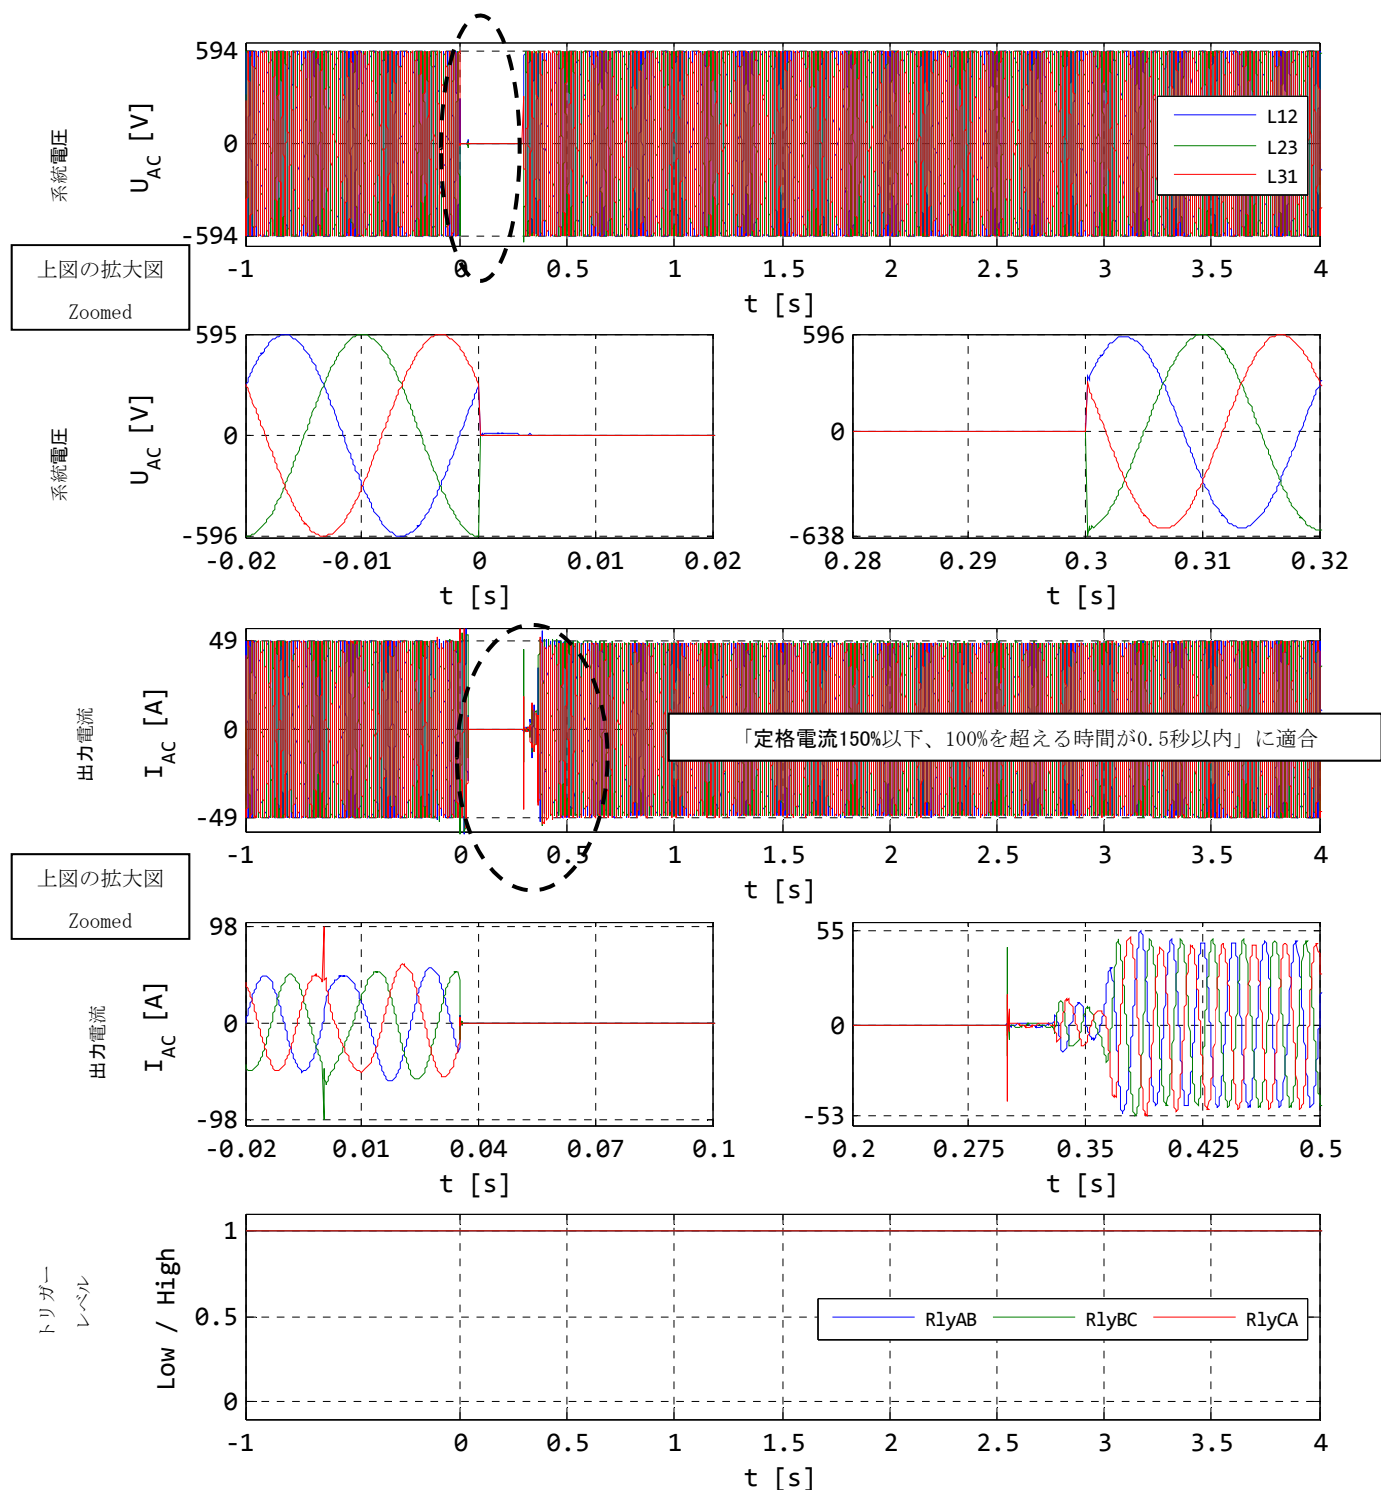 594
0
-594
系統電圧
U_AC [V]
L12
L23
L31
-1
0
0.5
1
1.5
2
2.5
3
3.5
4
t [s]
上図の拡大図
Zoomed
595
0
-596
系統電圧
U_AC [V]
-0.02
-0.01
0
0.01
0.02
t [s]
596
0
-638
0.28
0.29
0.3
0.31
0.32
t [s]
49
0
-49
出力電流
I_AC [A]
「定格電流150%以下、100%を超える時間が0.5秒以内」に適合
-1
0
0.5
1
1.5
2
2.5
3
3.5
4
t [s]
上図の拡大図
Zoomed
98
0
-98
出力電流
I_AC [A]
-0.02
0.01
0.04
0.07
0.1
t [s]
55
0
-53
0.2
0.275
0.35
0.425
0.5
t [s]
1
0.5
0
トリガー
レベル
Low / High
RlyAB
RlyBC
RlyCA
-1
0
0.5
1
1.5
2
2.5
3
3.5
4
t [s]